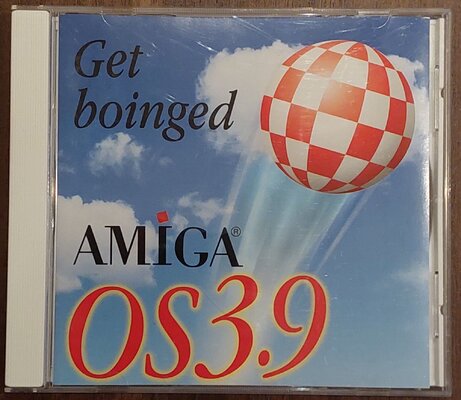 Get
boinged
AMIGA®
OS3.9